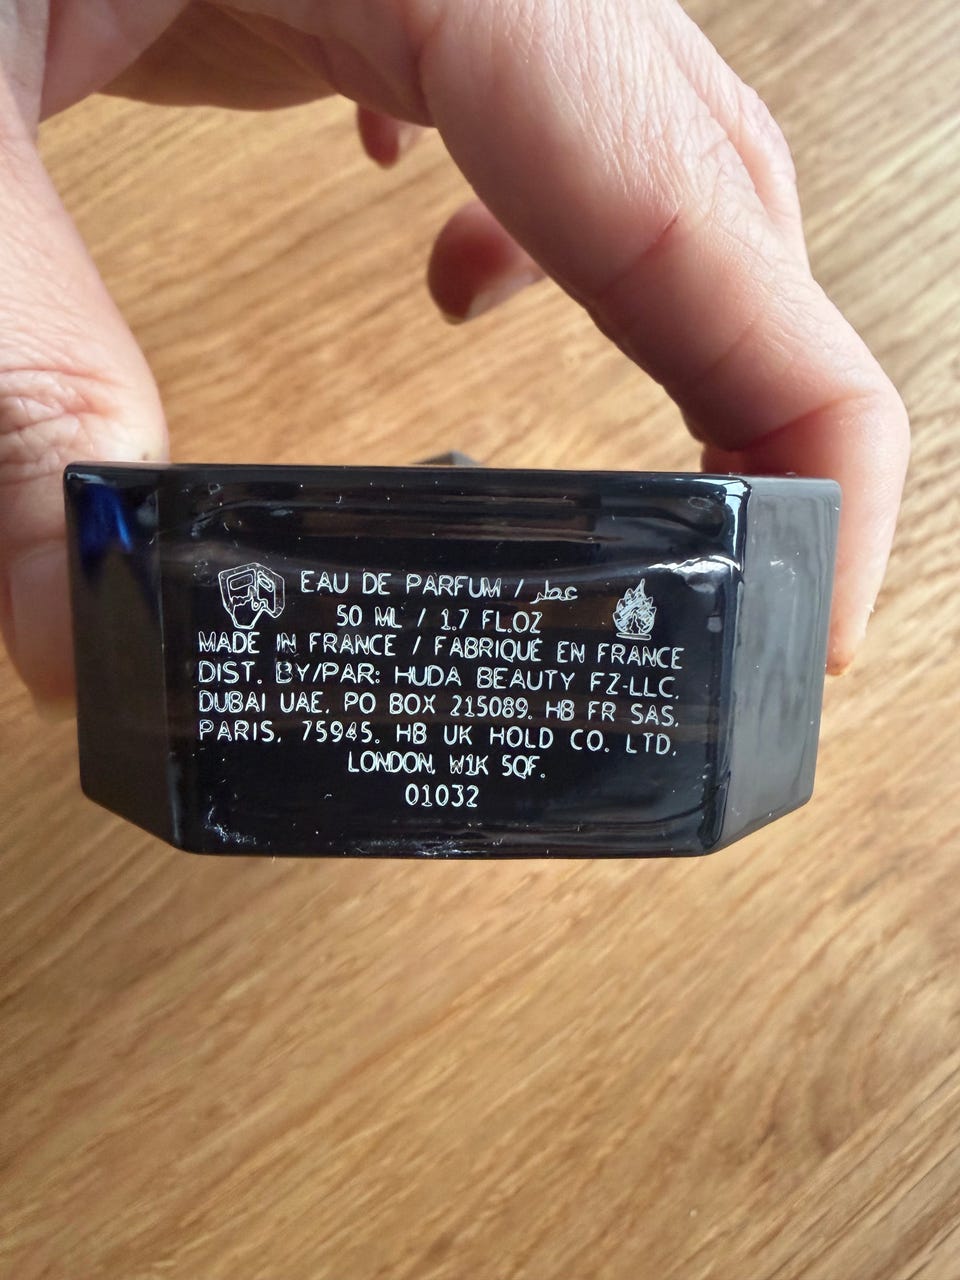 EAU DE PARFUM / عطر
50 ML / 1.7 FL.OZ
MADE IN FRANCE / FABRIQUÉ EN FRANCE
DIST. BY/PAR: HUDA BEAUTY FZ-LLC,
DUBAI UAE, PO BOX 215089. HB FR SAS,
PARIS, 75945. HB UK HOLD CO. LTD,
LONDON, W1K 5QF.
01032